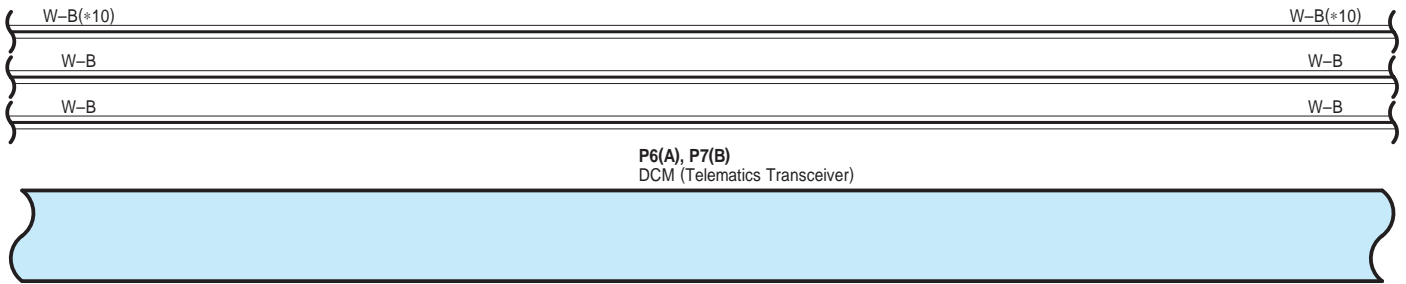 W–B(*10) W–B(*10)
W–B W–B
W–B W–B
P6(A), P7(B)
DCM (Telematics Transceiver)